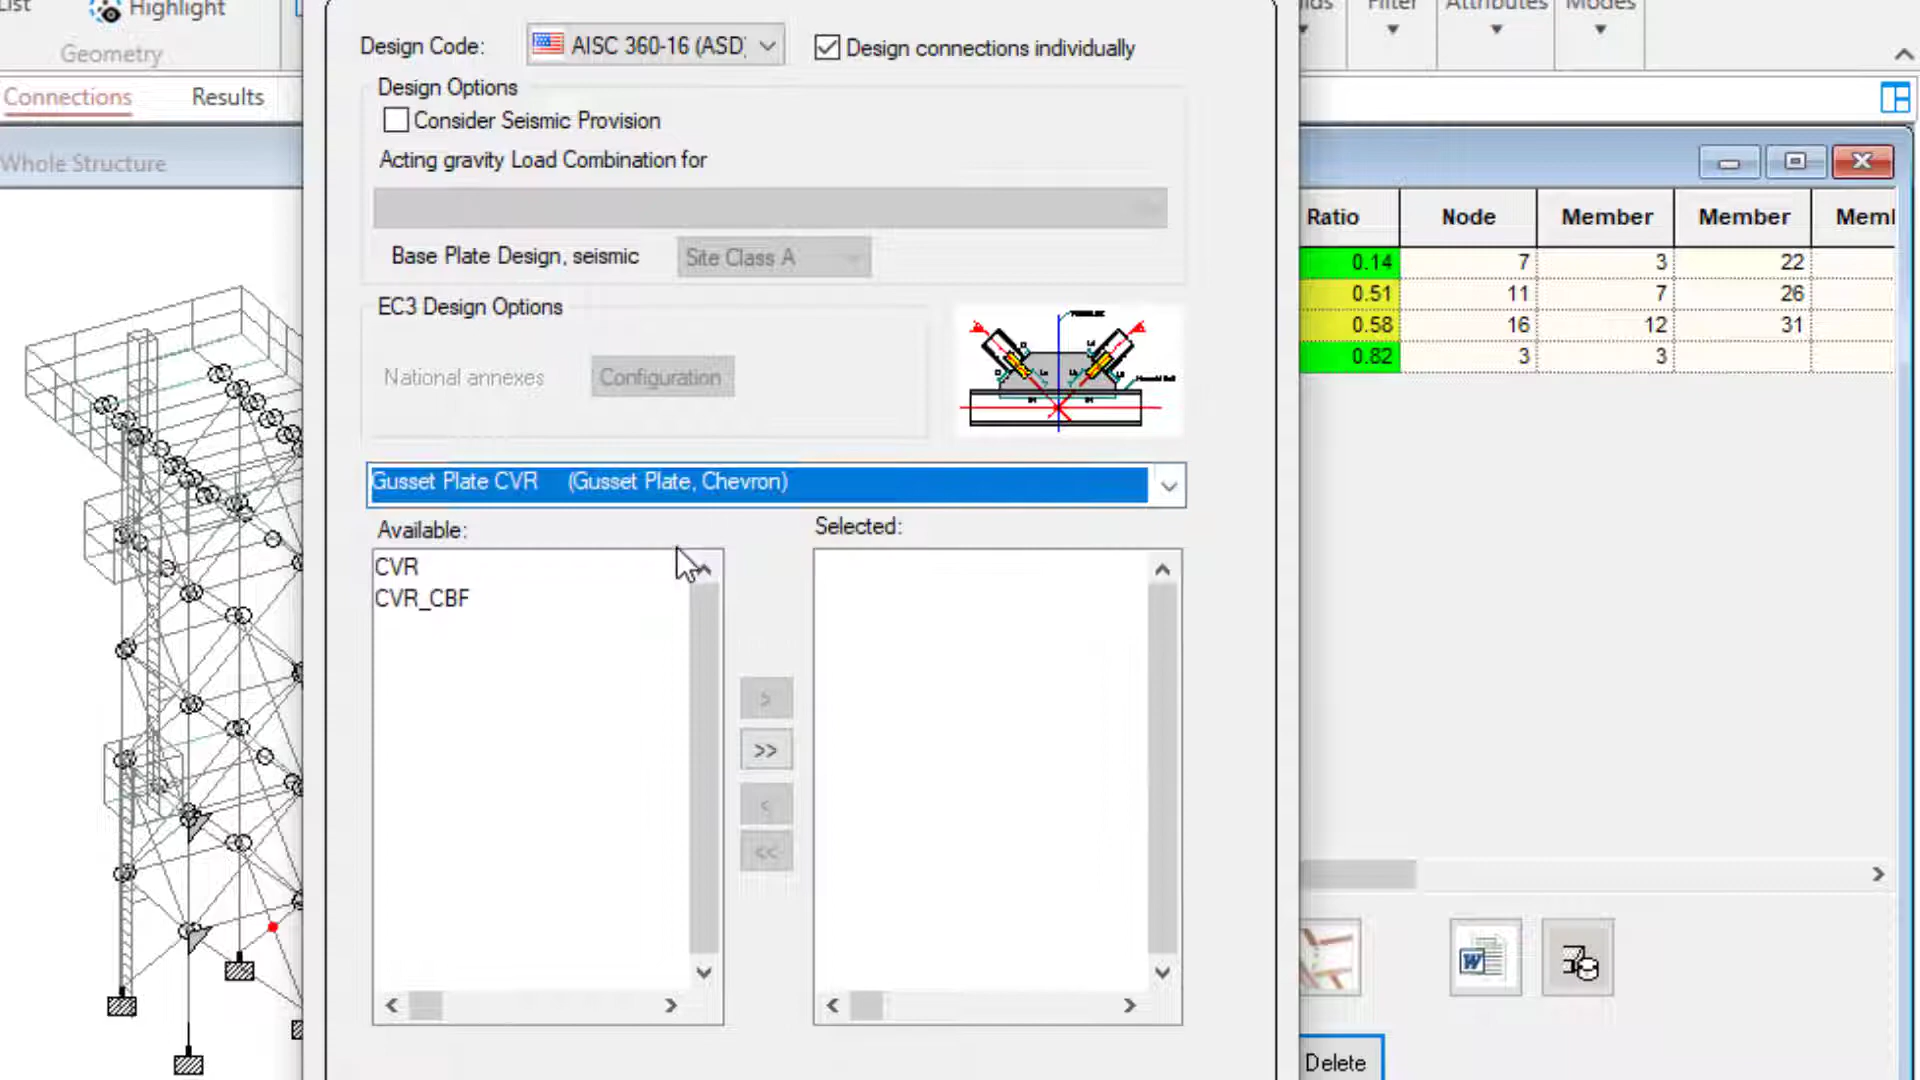 Highlight
Geometry
Connections
Results
Whole Structure
Design Code:
AISC 360-16 (ASD)
Design connections individually
Design Options
Consider Seismic Provision
Acting gravity Load Combination for
Base Plate Design, seismic
Site Class A
EC3 Design Options
National annexes
Configuration
Gusset Plate CVR (Gusset Plate, Chevron)
Available:
CVR
CVR_CBF
>
>>
<
<<
Selected:
Filter
Attributes
Modes
Ratio Node Member Member
0.14 7 3 22
0.51 11 7 26
0.58 16 12 31
0.82 3 3
Delete